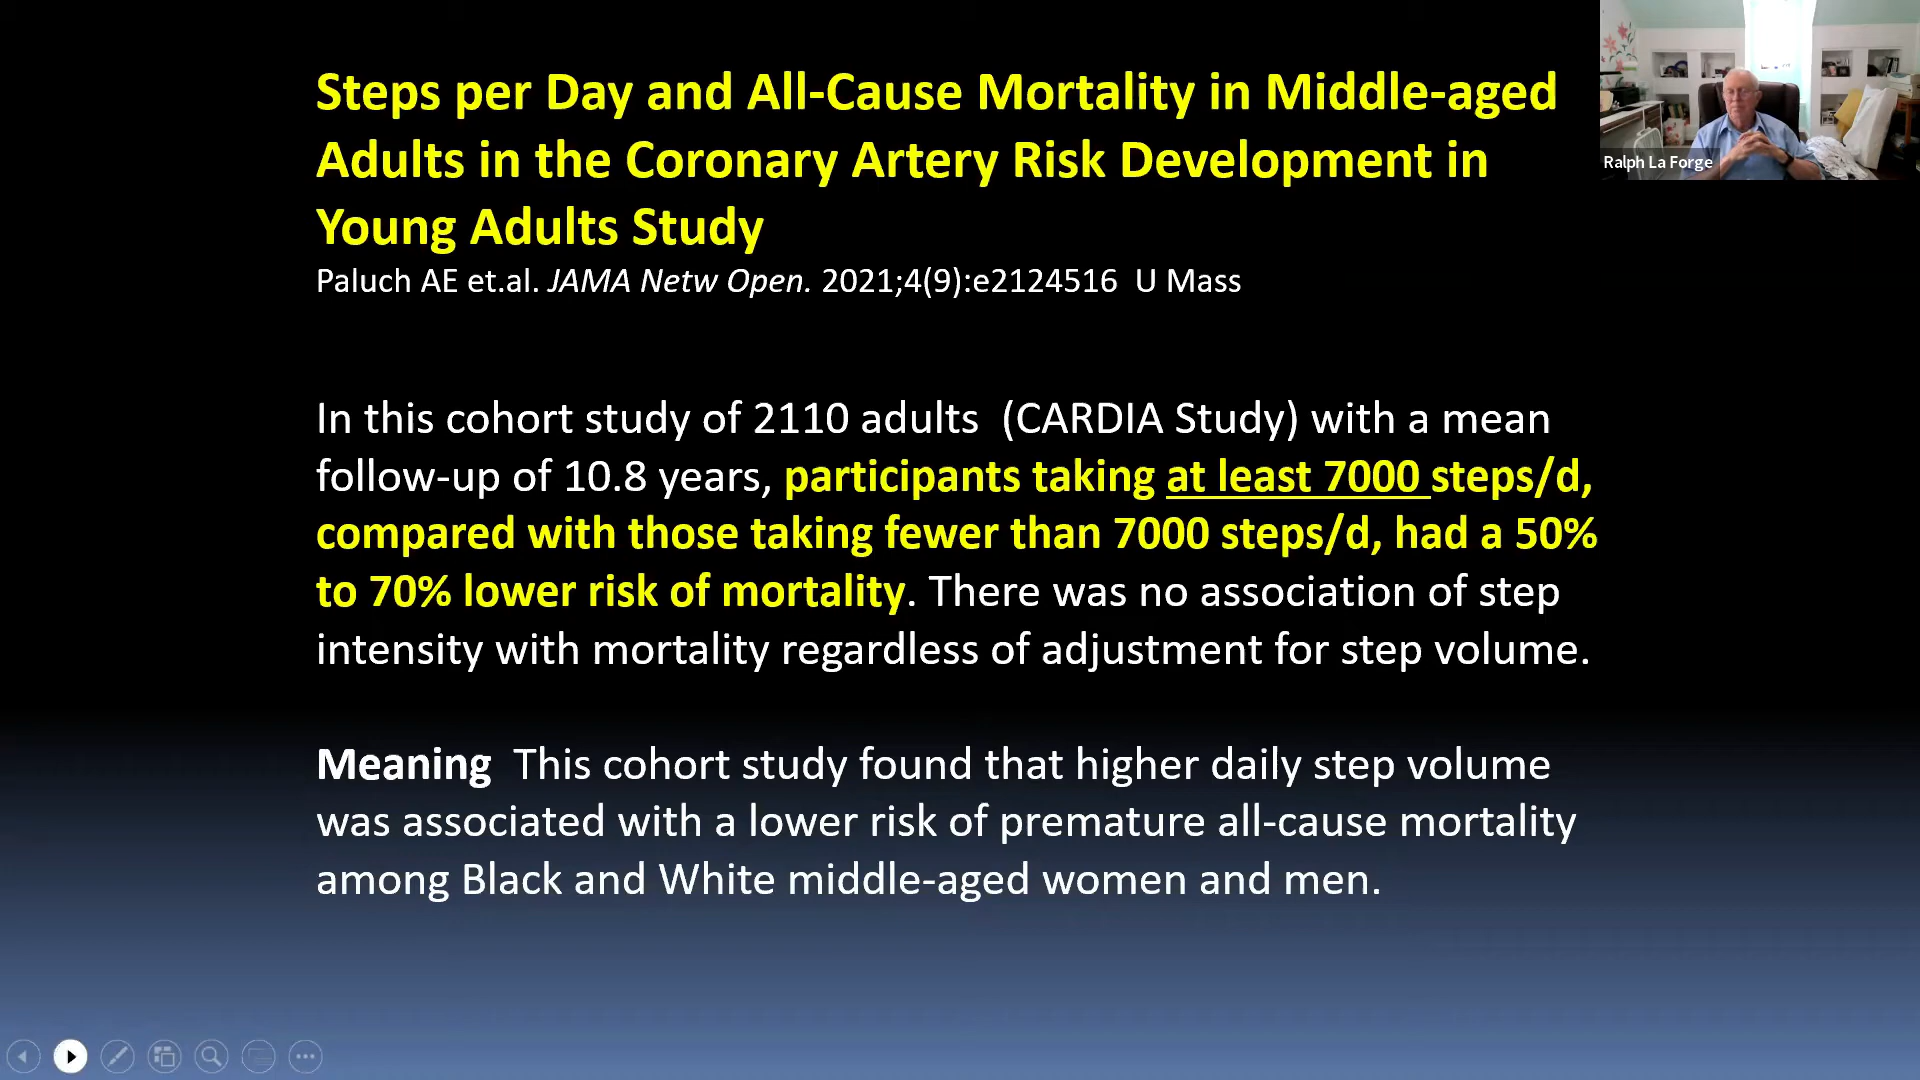 Steps per Day and All-Cause Mortality in Middle-aged
Adults in the Coronary Artery Risk Development in
Young Adults Study
Paluch AE et.al. JAMA Netw Open. 2021;4(9):e2124516 U Mass
Ralph La Forge
In this cohort study of 2110 adults (CARDIA Study) with a mean
follow-up of 10.8 years, participants taking at least 7000 steps/d,
compared with those taking fewer than 7000 steps/d, had a 50%
to 70% lower risk of mortality. There was no association of step
intensity with mortality regardless of adjustment for step volume.
Meaning This cohort study found that higher daily step volume
was associated with a lower risk of premature all-cause mortality
among Black and White middle-aged women and men.